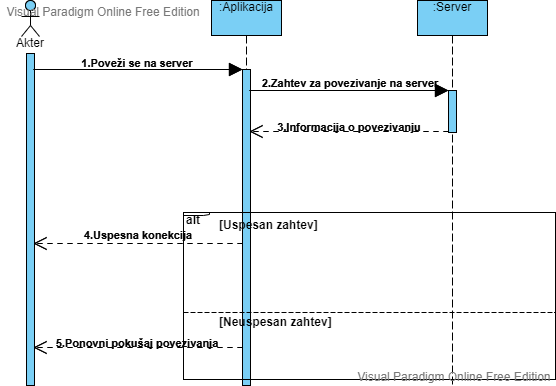 Visual Paradigm Online Free Edition
:Aplikacija
:Server
Akter
1.Poveži se na server
2.Zahtev za povezivanje na server
3.Informacija o povezivanju
alt
[Uspesan zahtev]
4.Uspesna konekcija
[Neuspesan zahtev]
5.Ponovni pokušaj povezivanja
Visual Paradigm Online Free Edition